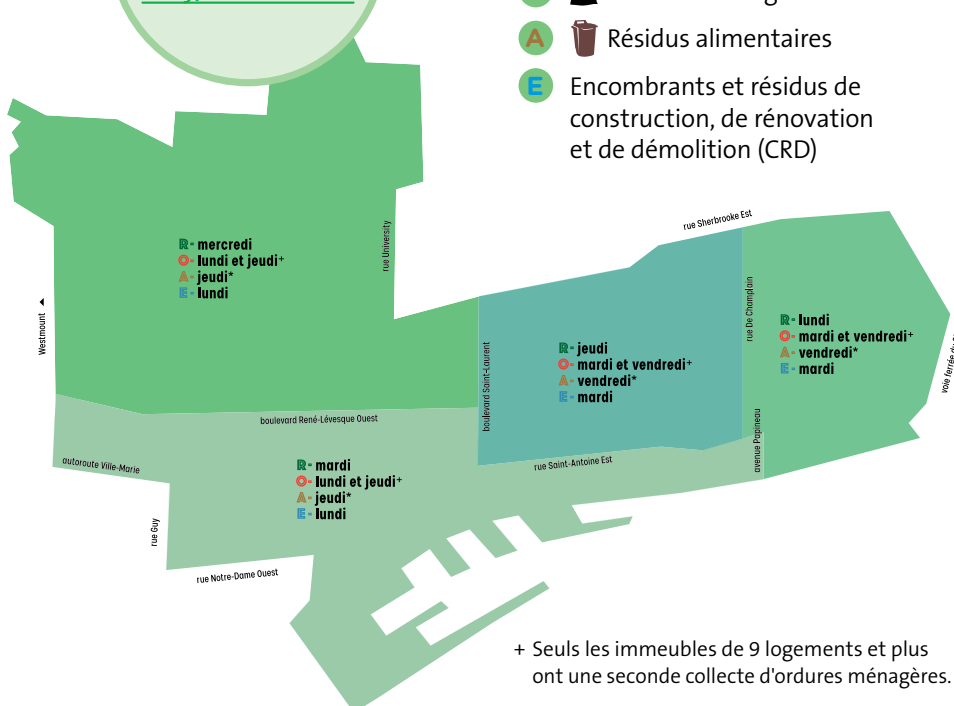 A Résidus alimentaires
E Encombrants et résidus de
construction, de rénovation
et de démolition (CRD)
rue Sherbrooke Est
rue University
R - mercredi
O - lundi et jeudi+
A - jeudi*
E - lundi
Westmount
rue De Champlain
R - lundi
O - mardi et vendredi+
A - vendredi*
E - mardi
boulevard Saint-Laurent
R - jeudi
O - mardi et vendredi+
A - vendredi*
E - mardi
voie ferrée
boulevard René-Lévesque Ouest
avenue Papineau
autoroute Ville-Marie
rue Saint-Antoine Est
R - mardi
O - lundi et jeudi+
A - jeudi*
E - lundi
rue Guy
rue Notre-Dame Ouest
+ Seuls les immeubles de 9 logements et plus
ont une seconde collecte d'ordures ménagères.